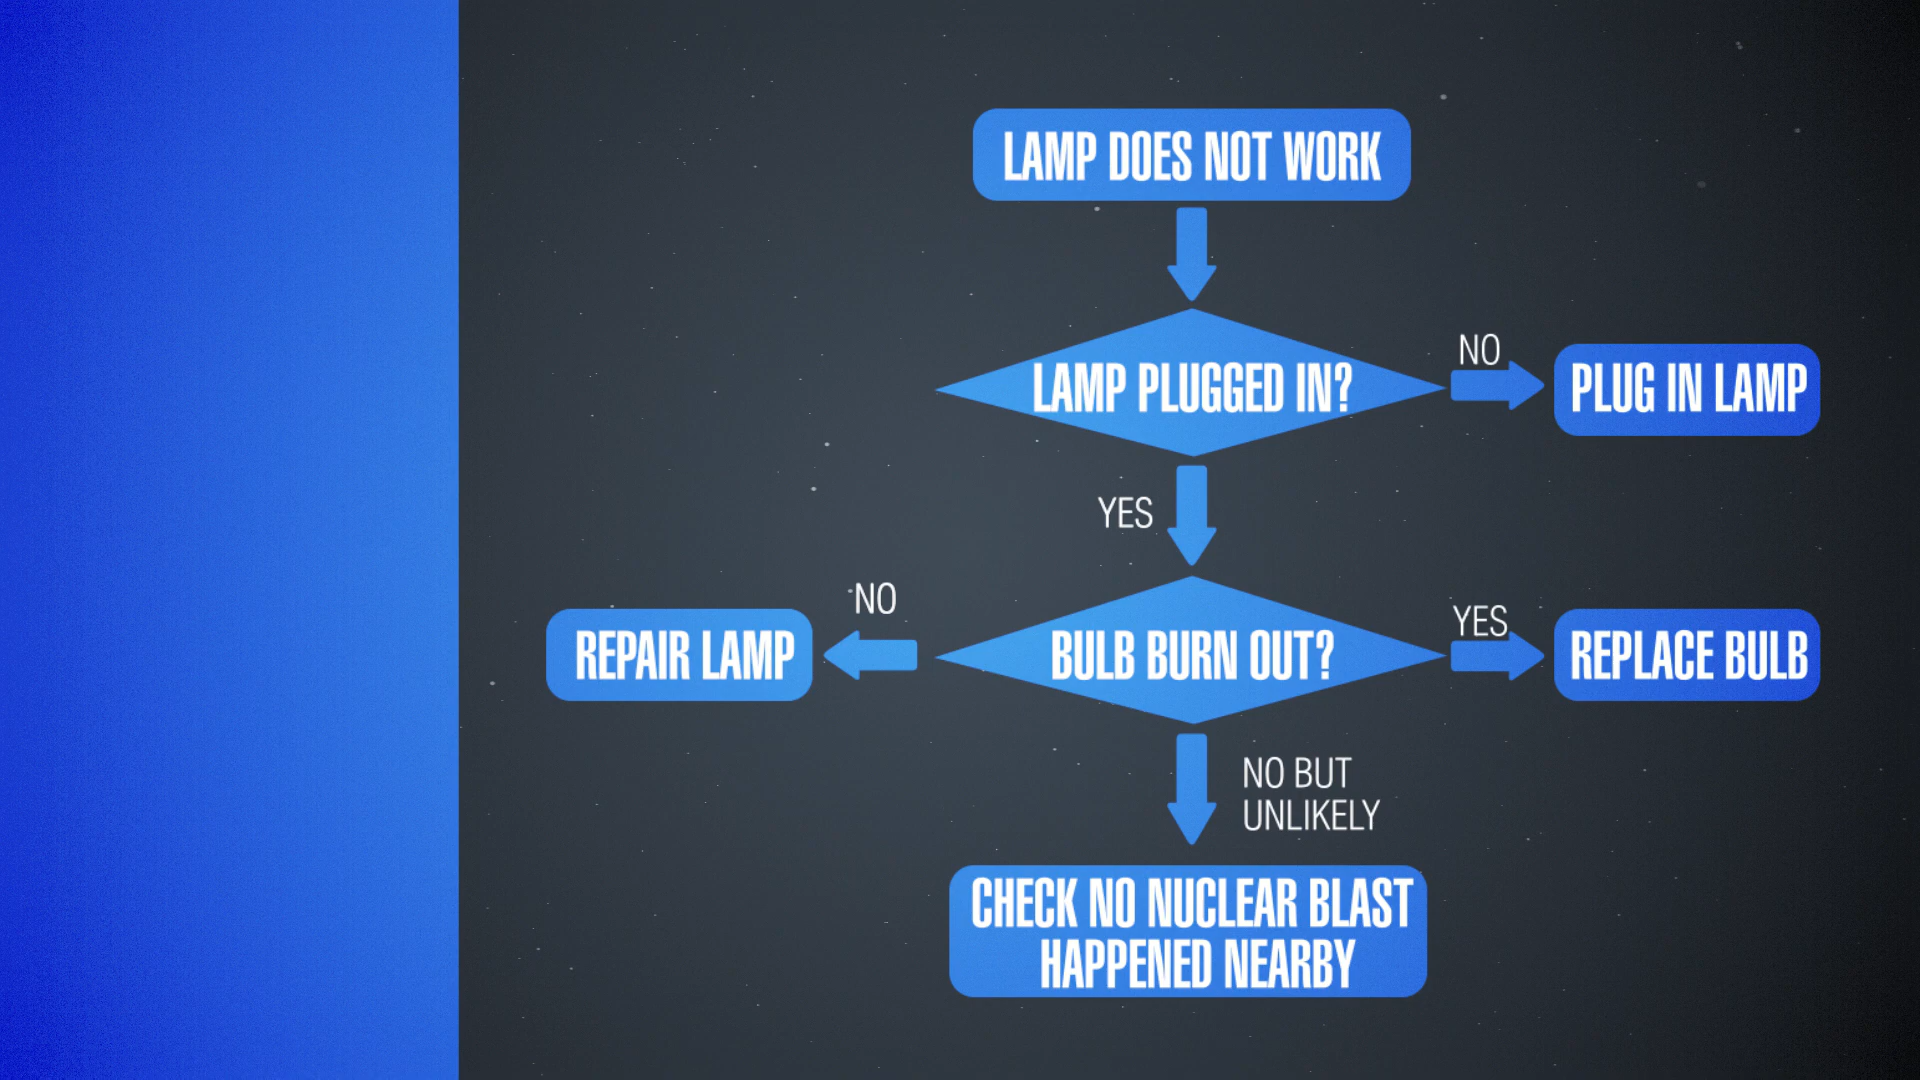 LAMP DOES NOT WORK
LAMP PLUGGED IN?
NO
PLUG IN LAMP
YES
NO
REPAIR LAMP
BULB BURN OUT?
YES
REPLACE BULB
NO BUT
UNLIKELY
CHECK NO NUCLEAR BLAST
HAPPENED NEARBY